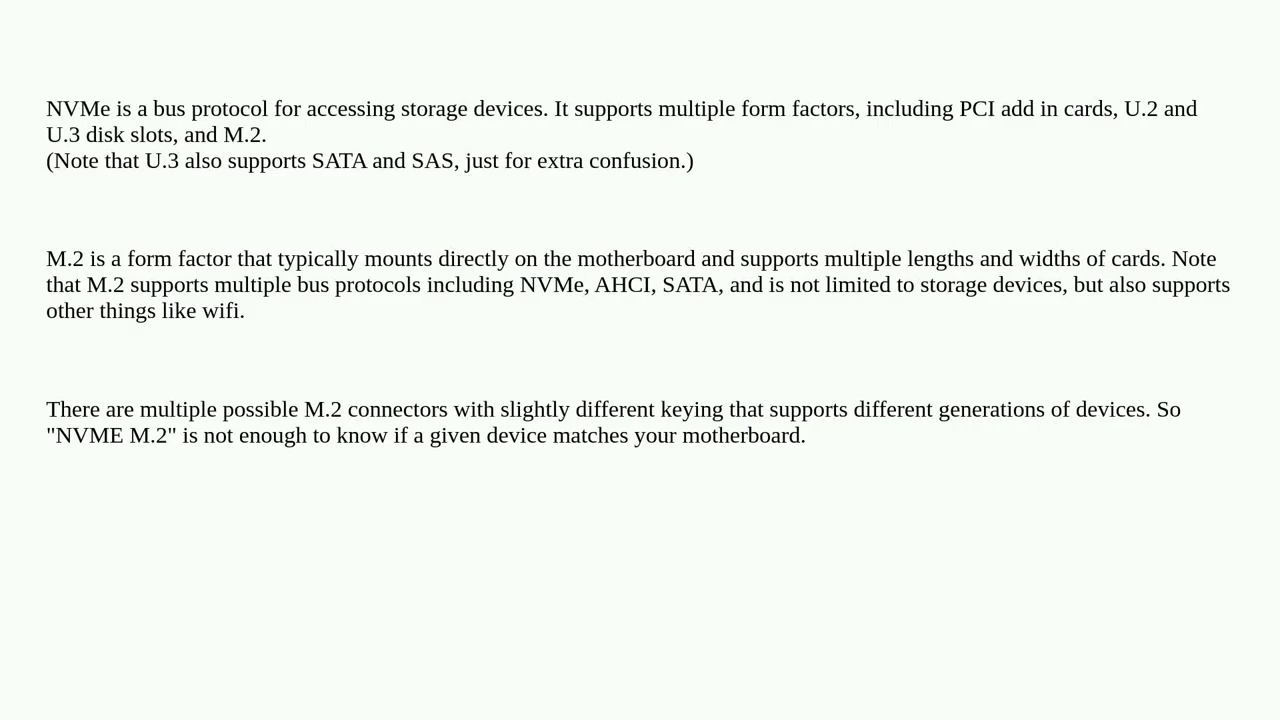 NVMe is a bus protocol for accessing storage devices. It supports multiple form factors, including PCI add in cards, U.2 and
U.3 disk slots, and M.2.
(Note that U.3 also supports SATA and SAS, just for extra confusion.)
M.2 is a form factor that typically mounts directly on the motherboard and supports multiple lengths and widths of cards. Note
that M.2 supports multiple bus protocols including NVMe, AHCI, SATA, and is not limited to storage devices, but also supports
other things like wifi.
There are multiple possible M.2 connectors with slightly different keying that supports different generations of devices. So
"NVME M.2" is not enough to know if a given device matches your motherboard.